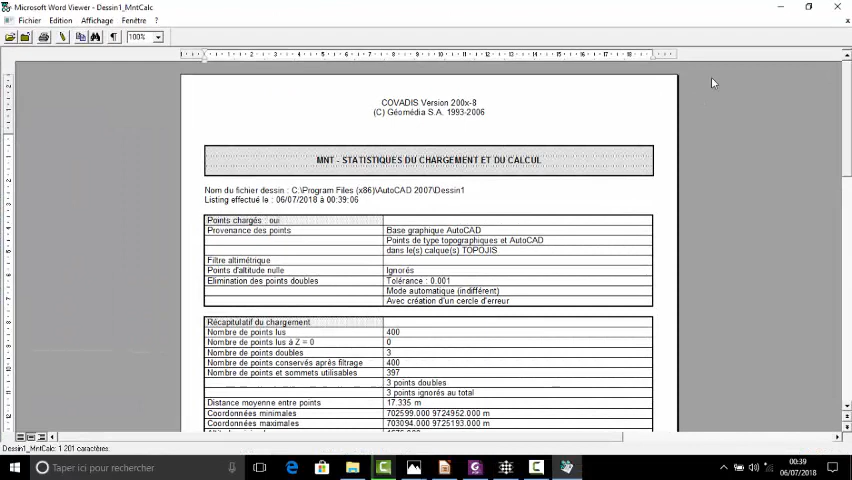 Microsoft Word Viewer - Dessin1_MntCalc
Fichier Edition Affichage Fenêtre ?
100%
COVADIS Version 200x-8
(C) Géomédia S.A. 1993-2006
MNT - STATISTIQUES DU CHARGEMENT ET DU CALCUL
Nom du fichier dessin : C:\Program Files (x86)\AutoCAD 2007\Dessin1
Listing effectué le : 06/07/2018 à 00:39:06
Points chargés : oui
Provenance des points Base graphique AutoCAD
Points de type topographiques et AutoCAD
dans le(s) calque(s) TOPOJIS
Filtre altimétrique
Points d'altitude nulle Ignorés
Elimination des points doubles Tolérance : 0.001
Mode automatique (indifférent)
Avec création d'un cercle d'erreur
Récapitulatif du chargement
Nombre de points lus 400
Nombre de points lus à Z = 0 0
Nombre de points doubles 3
Nombre de points conservés après filtrage 400
Nombre de points et sommets utilisables 397
3 points doubles
3 points ignorés au total
Distance moyenne entre points 17.335 m
Coordonnées minimales 702599.000 9724952.000 m
Coordonnées maximales 703094.000 9725193.000 m
Dessin1_MntCalc: 1 201 caractères.
Taper ici pour rechercher
00:39
06/07/2018